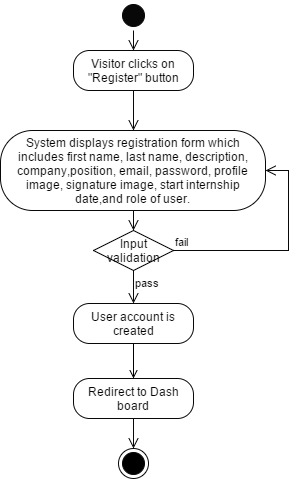 Visitor clicks on
"Register" button
System displays registration form which
includes first name, last name, description,
company,position, email, password, profile
image, signature image, start internship
date,and role of user.
Input
validation
fail
pass
User account is
created
Redirect to Dash
board